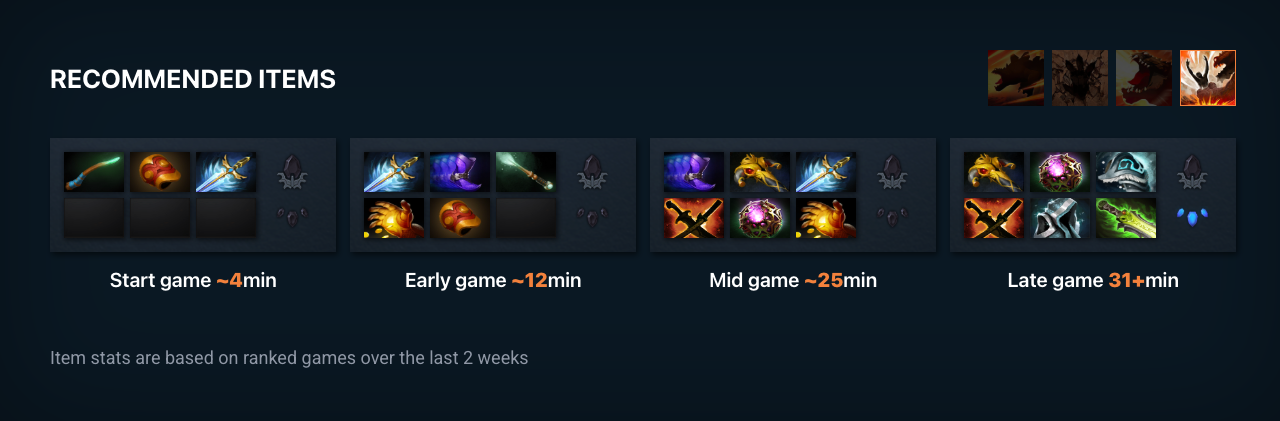 RECOMMENDED ITEMS
Start game ~4min
Early game ~12min
Mid game ~25min
Late game 31+min
Item stats are based on ranked games over the last 2 weeks